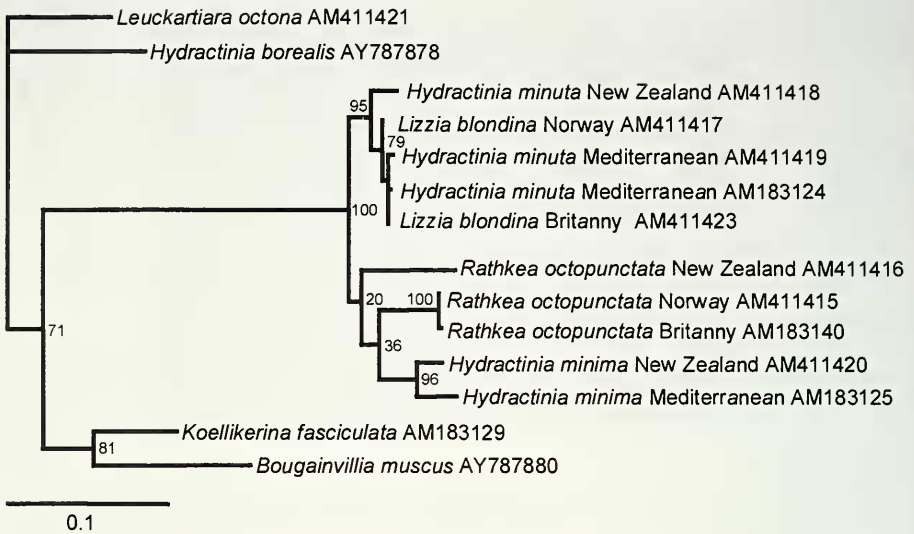 Leuckartiara octona AM411421
Hydractinia borealis AY787878
Hydractinia minuta New Zealand AM411418
95
Lizzia blondina Norway AM411417
79
Hydractinia minuta Mediterranean AM411419
Hydractinia minuta Mediterranean AM183124
100
Lizzia blondina Britanny AM411423
Rathkea octopunctata New Zealand AM411416
20
100
Rathkea octopunctata Norway AM411415
71
Rathkea octopunctata Britanny AM183140
36
Hydractinia minima New Zealand AM411420
96
Hydractinia minima Mediterranean AM183125
Koellikerina fasciculata AM183129
81
Bougainvillia muscus AY787880
0.1